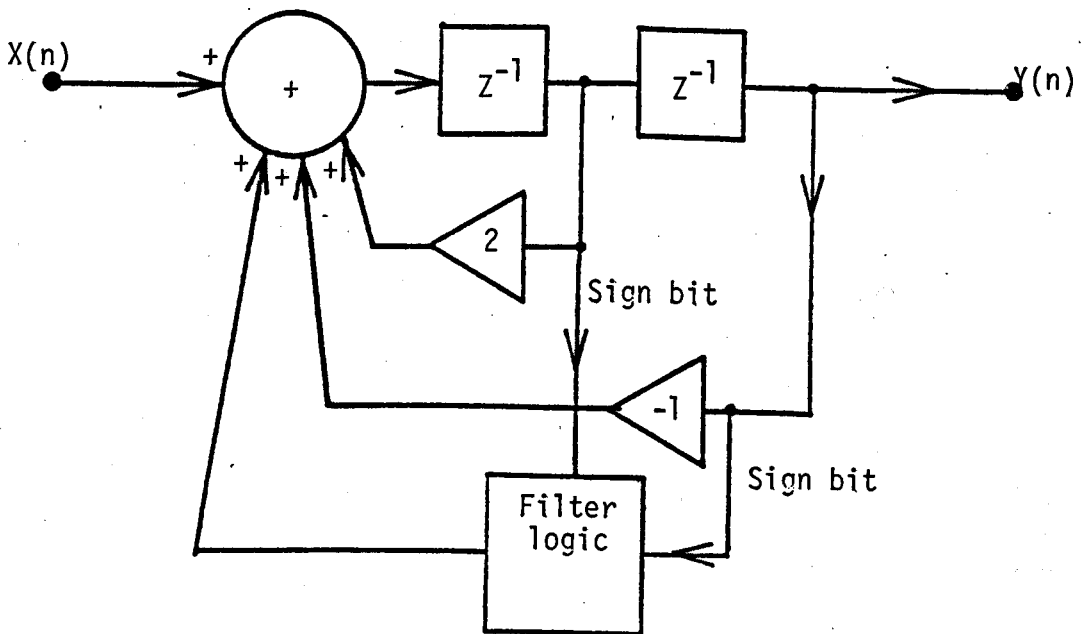 X(n)
+
+
Z-1
Z-1
Y(n)
+
+
+
2
Sign bit
-1
Sign bit
Filter
logic